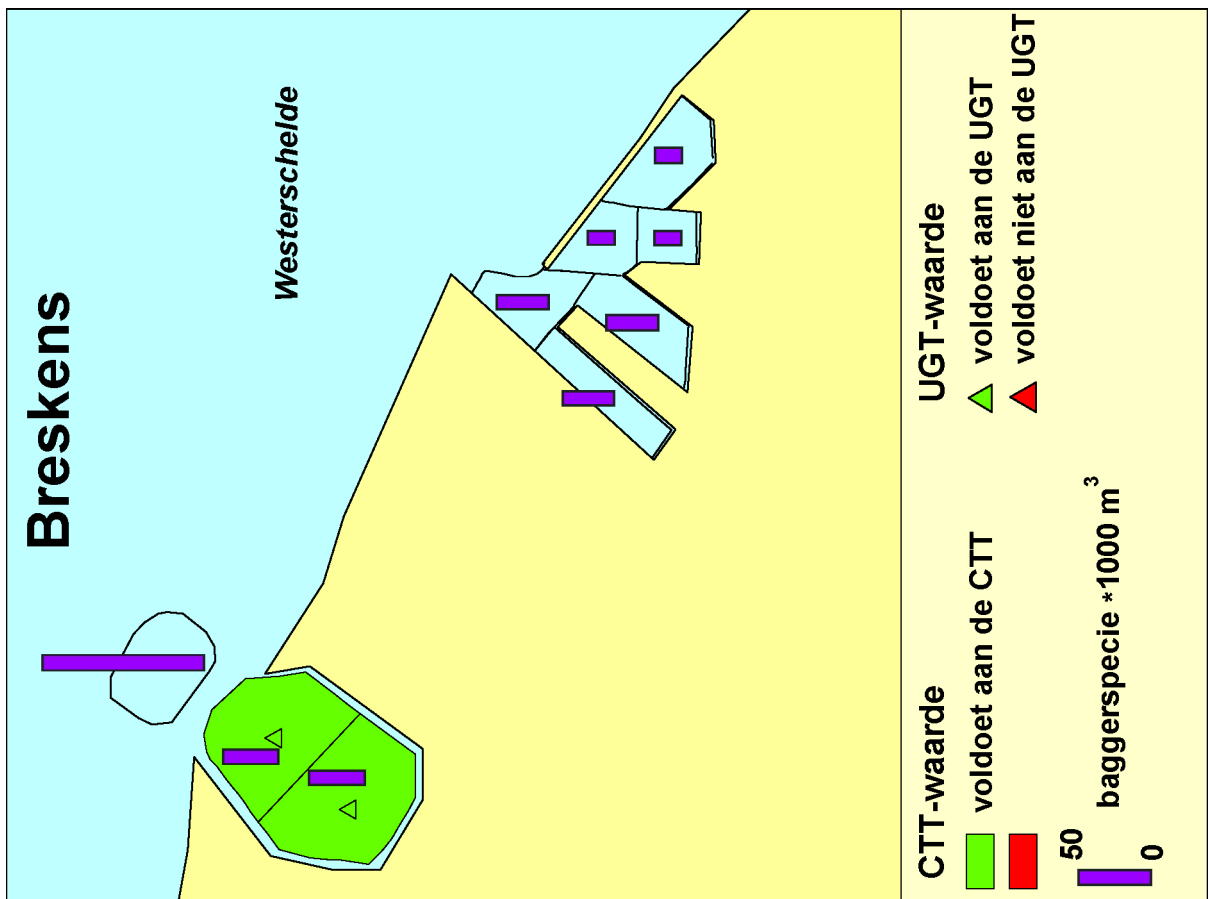 Breskens
Westerschelde
CTT-waarde
voldoet aan de CTT
UGT-waarde
voldoet aan de UGT
voldoet niet aan de UGT
50
0
baggerspecie *1000 m³